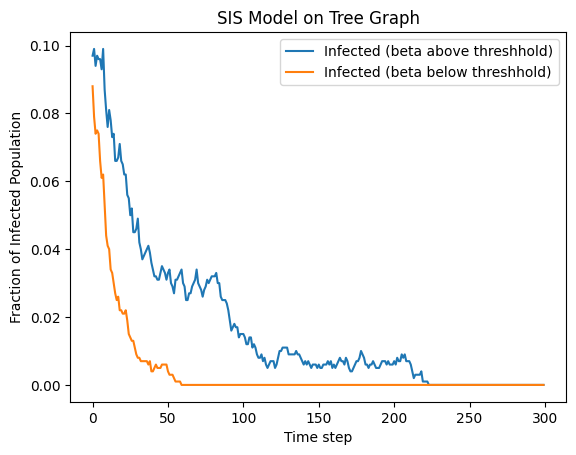 SIS Model on Tree Graph
Infected (beta above threshhold)
Infected (beta below threshhold)
Fraction of Infected Population
0.10
0.08
0.06
0.04
0.02
0.00
0 50 100 150 200 250 300
Time step